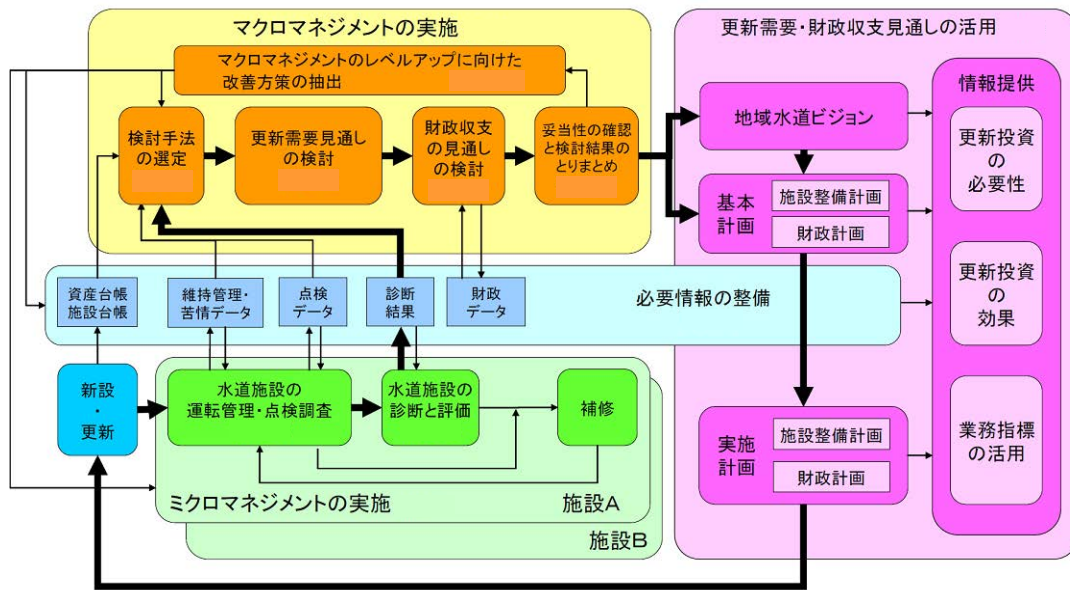 マクロマネジメントの実施
マクロマネジメントのレベルアップに向けた
改善方策の抽出
検討手法
の選定
更新需要見通し
の検討
財政収支
の見通し
の検討
妥当性の確認
と検討結果の
とりまとめ
更新需要・財政収支見通しの活用
地域水道ビジョン
基本
計画
施設整備計画
財政計画
実施
計画
施設整備計画
財政計画
情報提供
更新投資
の
必要性
更新投資
の
効果
業務指標
の活用
資産台帳
施設台帳
維持管理・
苦情データ
点検
データ
診断
結果
財政
データ
必要情報の整備
新設
・
更新
水道施設の
運転管理・点検調査
水道施設の
診断と評価
補修
ミクロマネジメントの実施
施設A
施設B